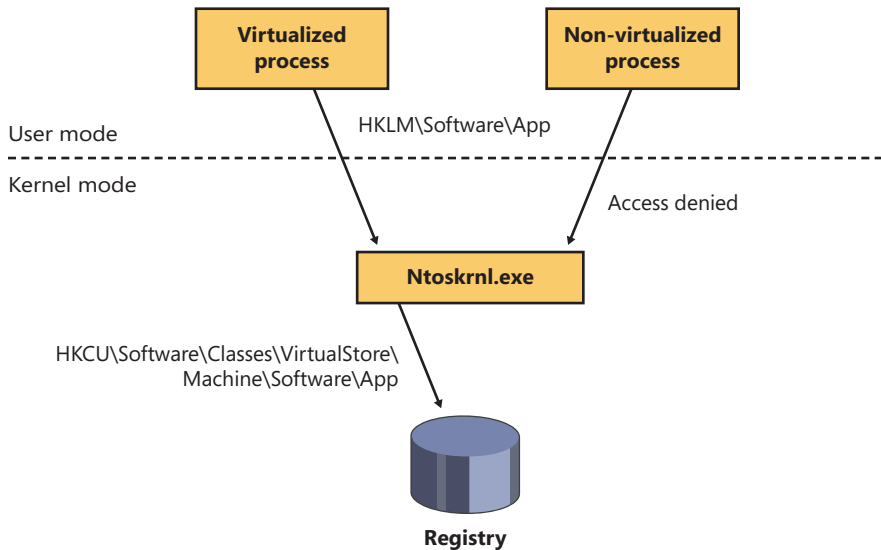 Virtualized
process
Non-virtualized
process
HKLM\Software\App
User mode
Kernel mode
Access denied
Ntoskrnl.exe
HKCU\Software\Classes\VirtualStore\
Machine\Software\App
Registry